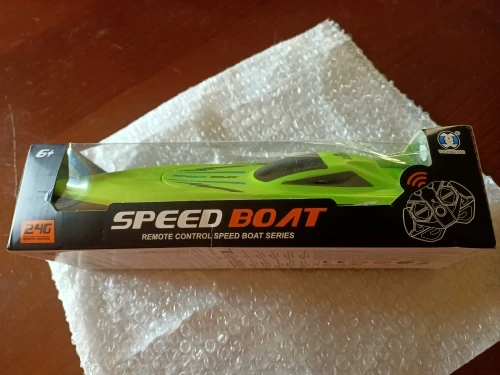 6+
2.4G
SPEED BOAT
REMOTE CONTROL SPEED BOAT SERIES